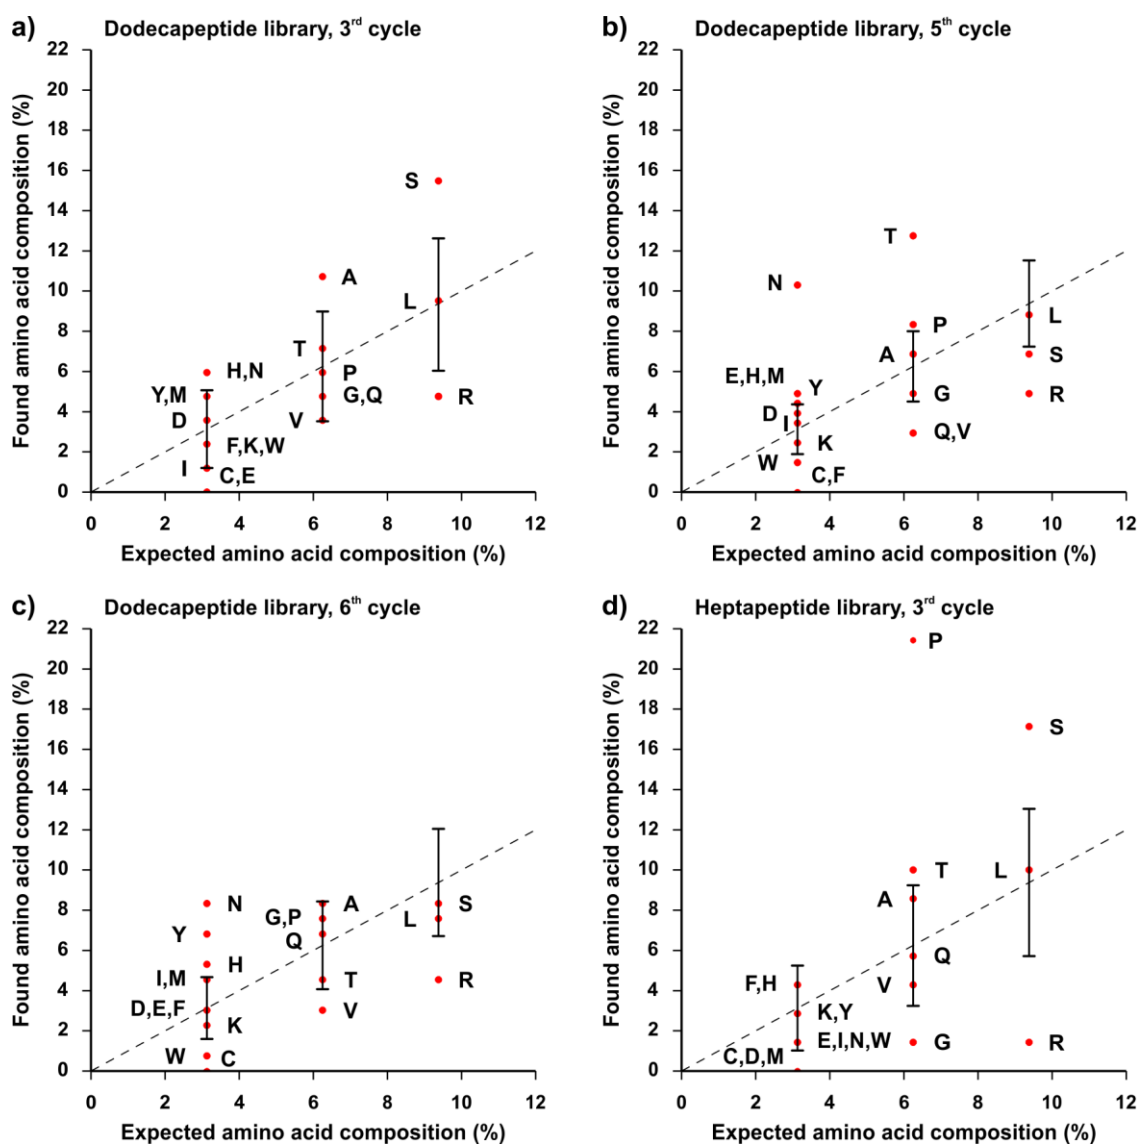 a) Dodecapeptide library, 3rd cycle
Found amino acid composition (%)
22
20
18
16
14
12
10
8
6
4
2
0
S
A
L
T
H,N
P
Y,M
G,Q
R
D
V
F,K,W
I
C,E
0 2 4 6 8 10 12
Expected amino acid composition (%)
b) Dodecapeptide library, 5th cycle
Found amino acid composition (%)
22
20
18
16
14
12
10
8
6
4
2
0
T
N
P
L
A
S
E,H,M
Y
G
R
D
I
Q,V
K
W
C,F
0 2 4 6 8 10 12
Expected amino acid composition (%)
c) Dodecapeptide library, 6th cycle
Found amino acid composition (%)
22
20
18
16
14
12
10
8
6
4
2
0
N
A
S
G,P
L
Y
Q
H
I,M
T
R
D,E,F
V
K
W
C
0 2 4 6 8 10 12
Expected amino acid composition (%)
d) Heptapeptide library, 3rd cycle
Found amino acid composition (%)
22
20
18
16
14
12
10
8
6
4
2
0
P
S
T
L
A
Q
F,H
V
K,Y
E,I,N,W
G
R
C,D,M
0 2 4 6 8 10 12
Expected amino acid composition (%)